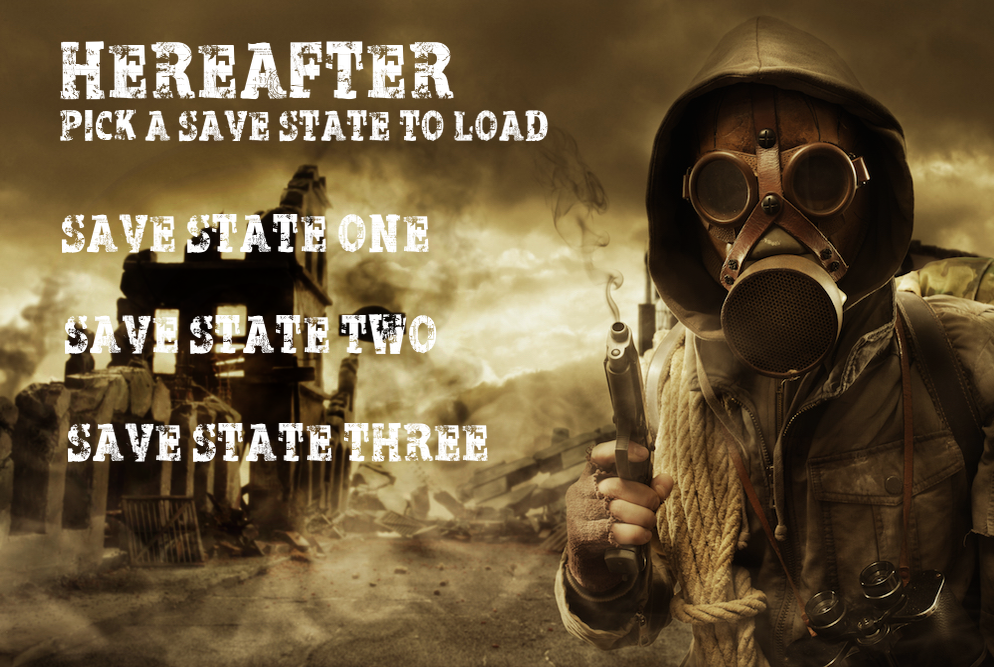 HEREAFTER
PICK A SAVE STATE TO LOAD
SAVE STATE ONE
SAVE STATE TWO
SAVE STATE THREE